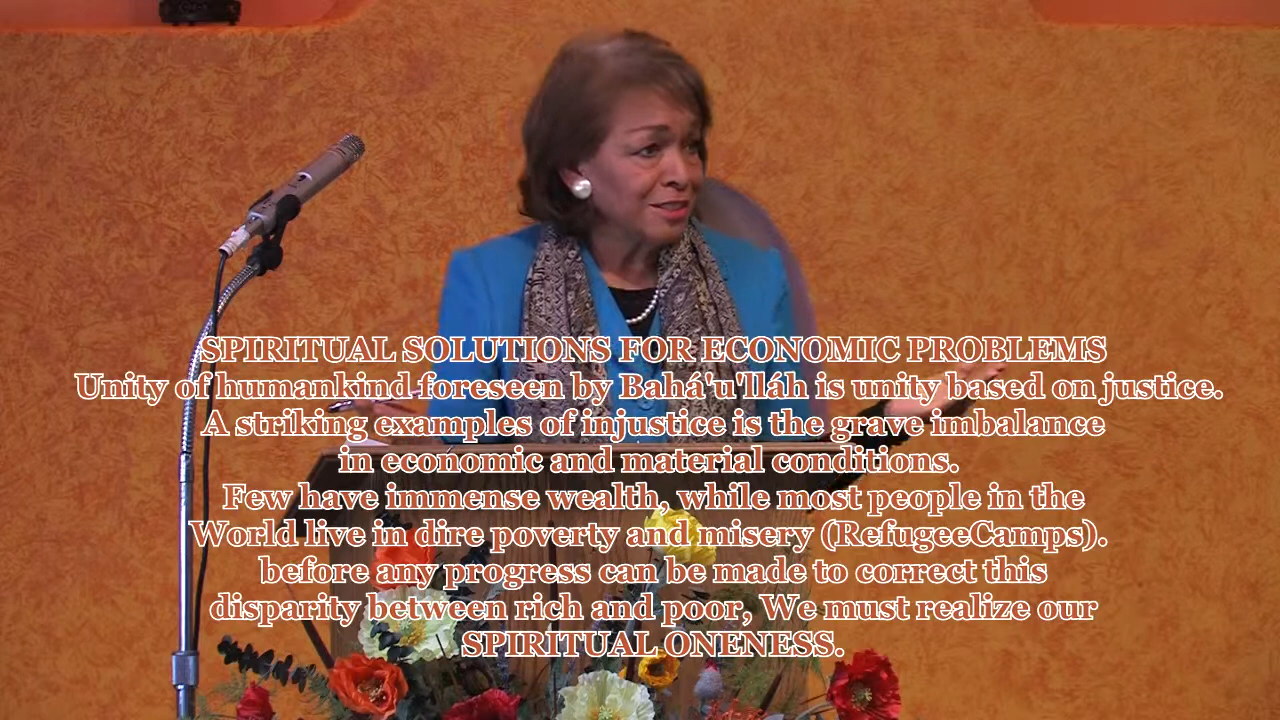 SPIRITUAL SOLUTIONS FOR ECONOMIC PROBLEMS
Unity of humankind foreseen by Bahá'u'lláh is unity based on justice.
A striking examples of injustice is the grave imbalance
in economic and material conditions.
Few have immense wealth, while most people in the
World live in dire poverty and misery (RefugeeCamps).
before any progress can be made to correct this
disparity between rich and poor, We must realize our
SPIRITUAL ONENESS.